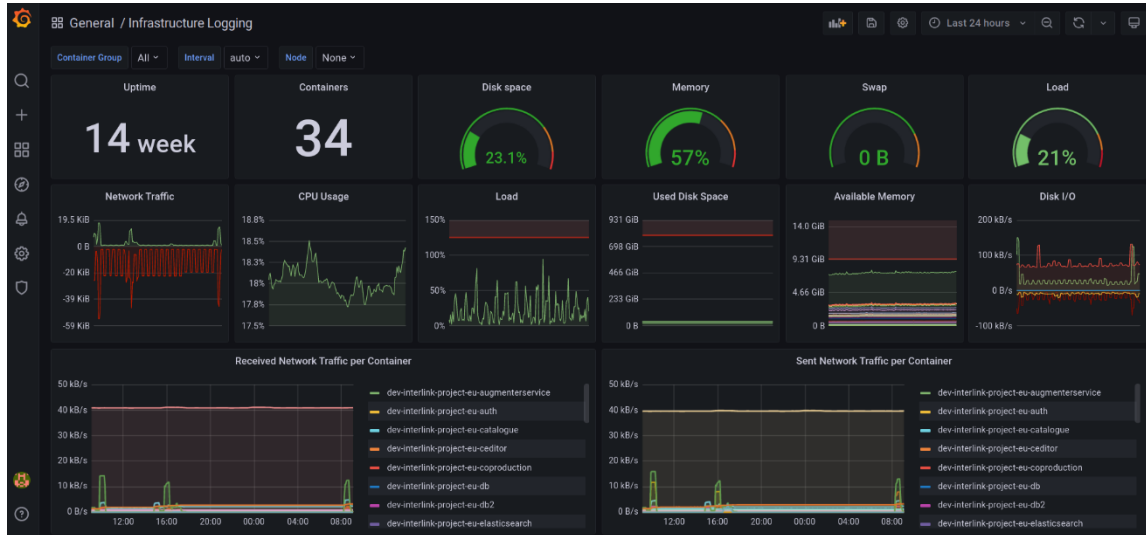 General / Infrastructure Logging
Last 24 hours
Container Group All Interval auto Node None
Uptime
14 week
Containers
34
Disk space
23.1%
Memory
57%
Swap
0 B
Load
21%
Network Traffic
19.5 KiB
0 B
-20 KiB
-39 KiB
-59 KiB
CPU Usage
18.8%
18.5%
18.3%
18%
17.8%
17.5%
Load
150%
100%
50%
0%
Used Disk Space
931 GiB
698 GiB
466 GiB
233 GiB
0 B
Available Memory
14.0 GiB
9.31 GiB
4.66 GiB
0 B
Disk I/O
200 kB/s
100 kB/s
0 B/s
-100 kB/s
Received Network Traffic per Container
50 kB/s
40 kB/s
30 kB/s
20 kB/s
10 kB/s
0 B/s
12:00 16:00 20:00 00:00 04:00 08:00
dev-interlink-project-eu-augmenterservice
dev-interlink-project-eu-auth
dev-interlink-project-eu-catalogue
dev-interlink-project-eu-ceditor
dev-interlink-project-eu-coproduction
dev-interlink-project-eu-db
dev-interlink-project-eu-db2
dev-interlink-project-eu-elasticsearch
Sent Network Traffic per Container
50 kB/s
40 kB/s
30 kB/s
20 kB/s
10 kB/s
0 B/s
12:00 16:00 20:00 00:00 04:00 08:00
dev-interlink-project-eu-augmenterservice
dev-interlink-project-eu-auth
dev-interlink-project-eu-catalogue
dev-interlink-project-eu-ceditor
dev-interlink-project-eu-coproduction
dev-interlink-project-eu-db
dev-interlink-project-eu-db2
dev-interlink-project-eu-elasticsearch